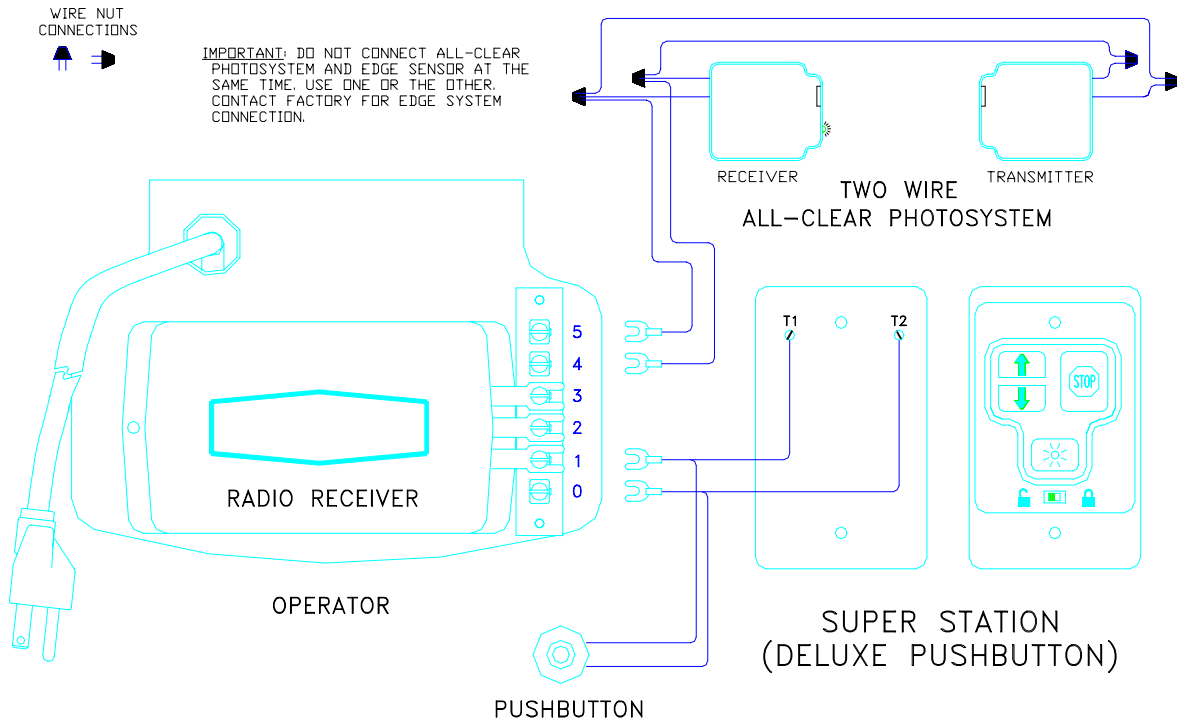 WIRE NUT
CONNECTIONS
IMPORTANT: DO NOT CONNECT ALL-CLEAR
PHOTOSYSTEM AND EDGE SENSOR AT THE
SAME TIME. USE ONE OR THE OTHER.
CONTACT FACTORY FOR EDGE SYSTEM
CONNECTION.
RECEIVER
TRANSMITTER
TWO WIRE
ALL-CLEAR PHOTOSYSTEM
5
4
3
2
1
0
T1
T2
STOP
RADIO RECEIVER
OPERATOR
SUPER STATION
(DELUXE PUSHBUTTON)
PUSHBUTTON